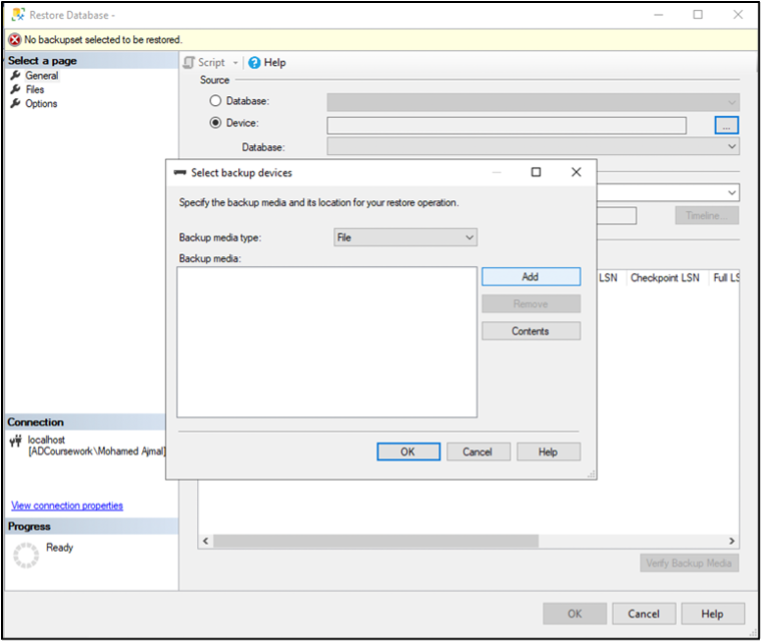 Restore Database -
No backupset selected to be restored.
Select a page
General
Files
Options
Script
Help
Source
Database:
Device:
...
Database:
Select backup devices
Specify the backup media and its location for your restore operation.
Backup media type:
File
Backup media:
Add
Remove
Contents
OK
Cancel
Help
Timeline...
LSN
Checkpoint LSN
Full LS
Connection
localhost
[ADCoursework\Mohamed Ajmal]
View connection properties
Progress
Ready
Verify Backup Media
OK
Cancel
Help